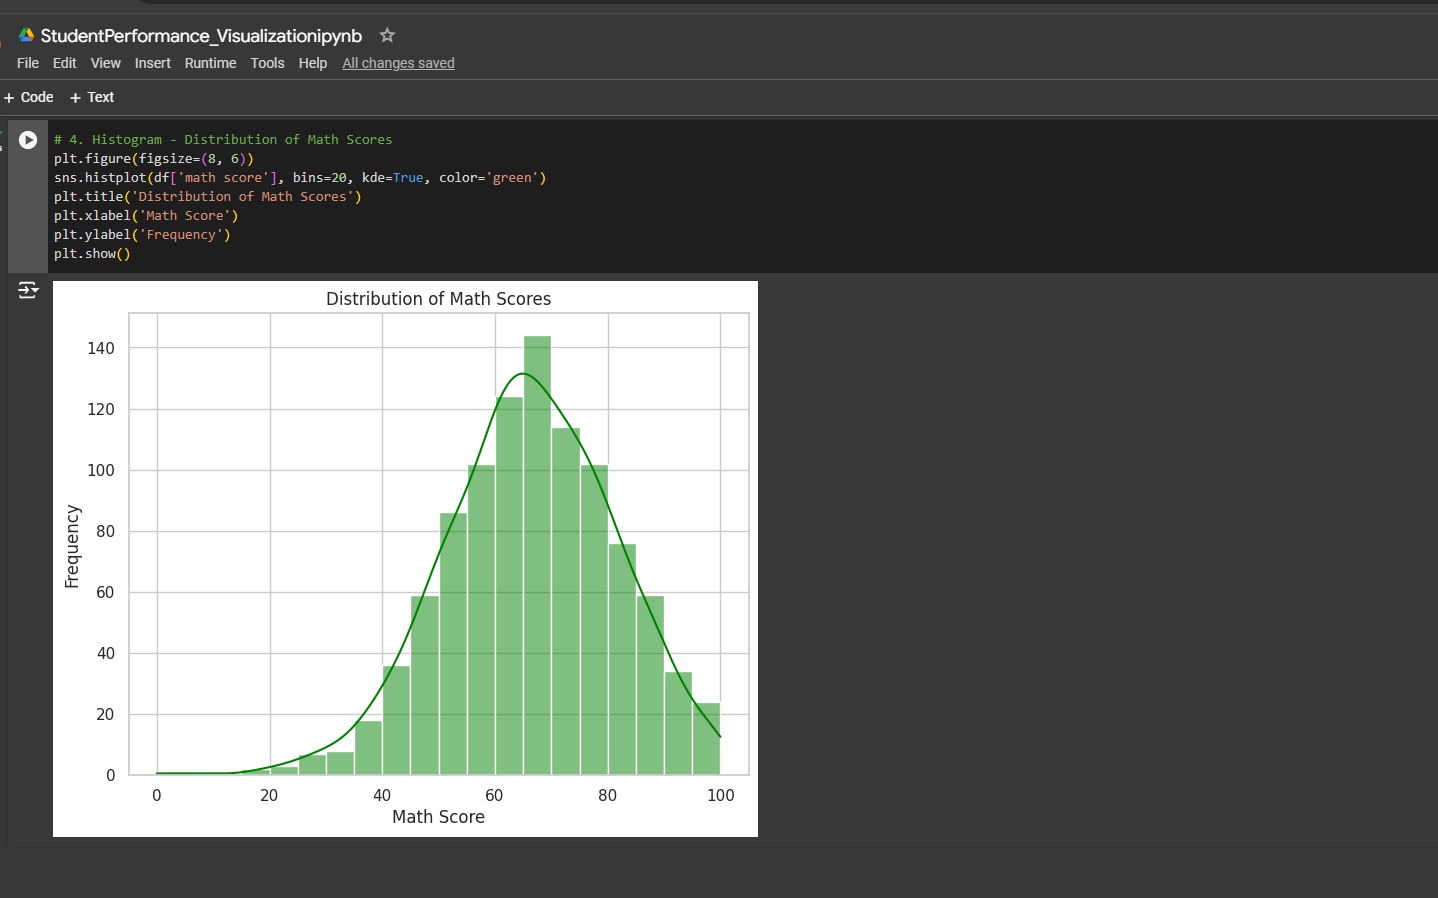 StudentPerformance_Visualizationipynb
File Edit View Insert Runtime Tools Help All changes saved
+ Code + Text
# 4. Histogram - Distribution of Math Scores
plt.figure(figsize=(8, 6))
sns.histplot(df['math score'], bins=20, kde=True, color='green')
plt.title('Distribution of Math Scores')
plt.xlabel('Math Score')
plt.ylabel('Frequency')
plt.show()
Distribution of Math Scores
140
120
100
80
60
40
20
0
Frequency
0 20 40 60 80 100
Math Score